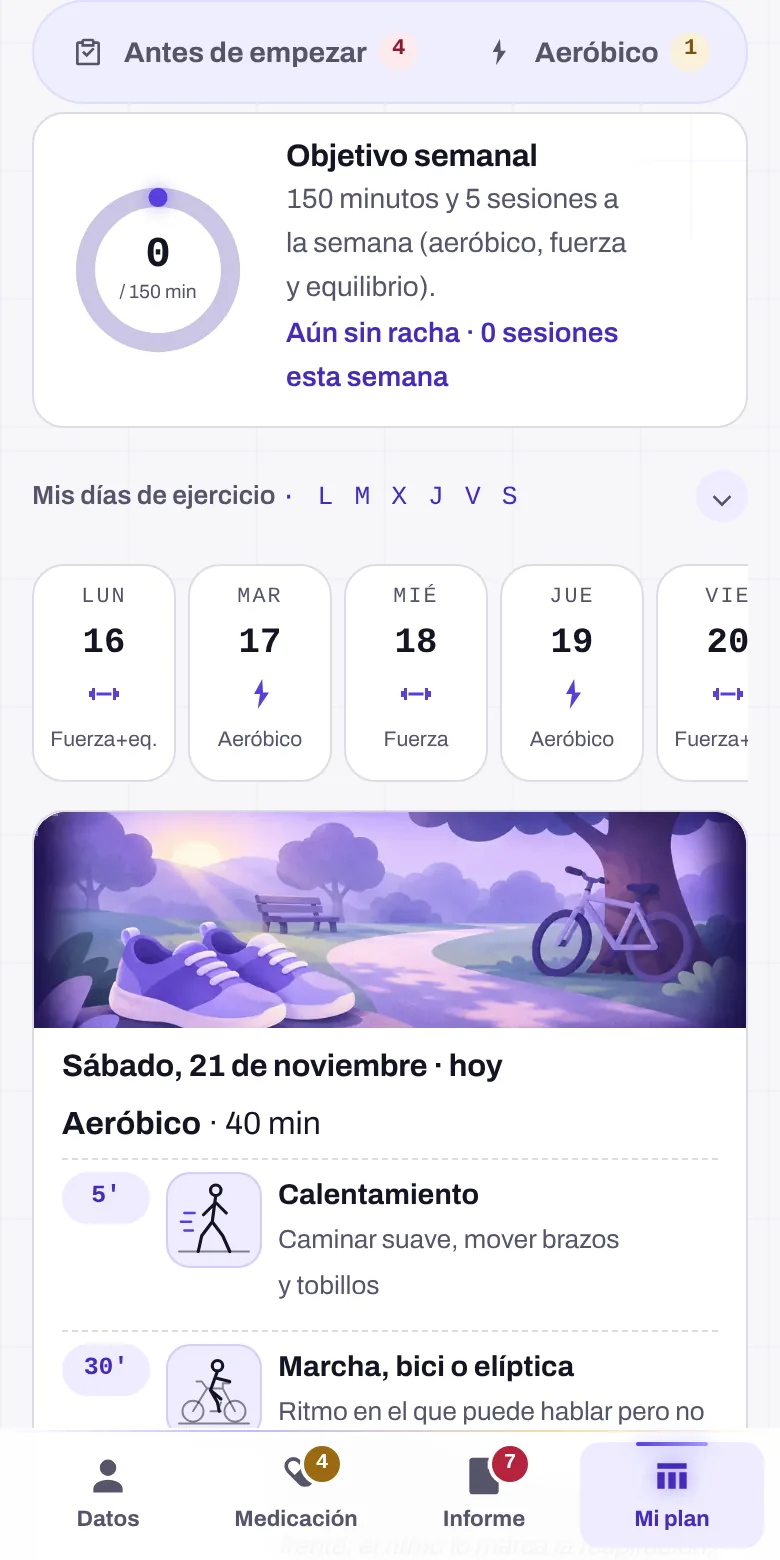 Antes de empezar 4 Aeróbico 1
Objetivo semanal
150 minutos y 5 sesiones a
la semana (aeróbico, fuerza
y equilibrio).
Aún sin racha · 0 sesiones
esta semana
0
/ 150 min
Mis días de ejercicio · L M X J V S
LUN
16
Fuerza+eq.
MAR
17
Aeróbico
MIÉ
18
Fuerza
JUE
19
Aeróbico
VIE
20
Fuerza+
Sábado, 21 de noviembre · hoy
Aeróbico · 40 min
5'
Calentamiento
Caminar suave, mover brazos
y tobillos
30'
Marcha, bici o elíptica
Ritmo en el que puede hablar pero no
Datos
4
Medicación
7
Informe
Mi plan